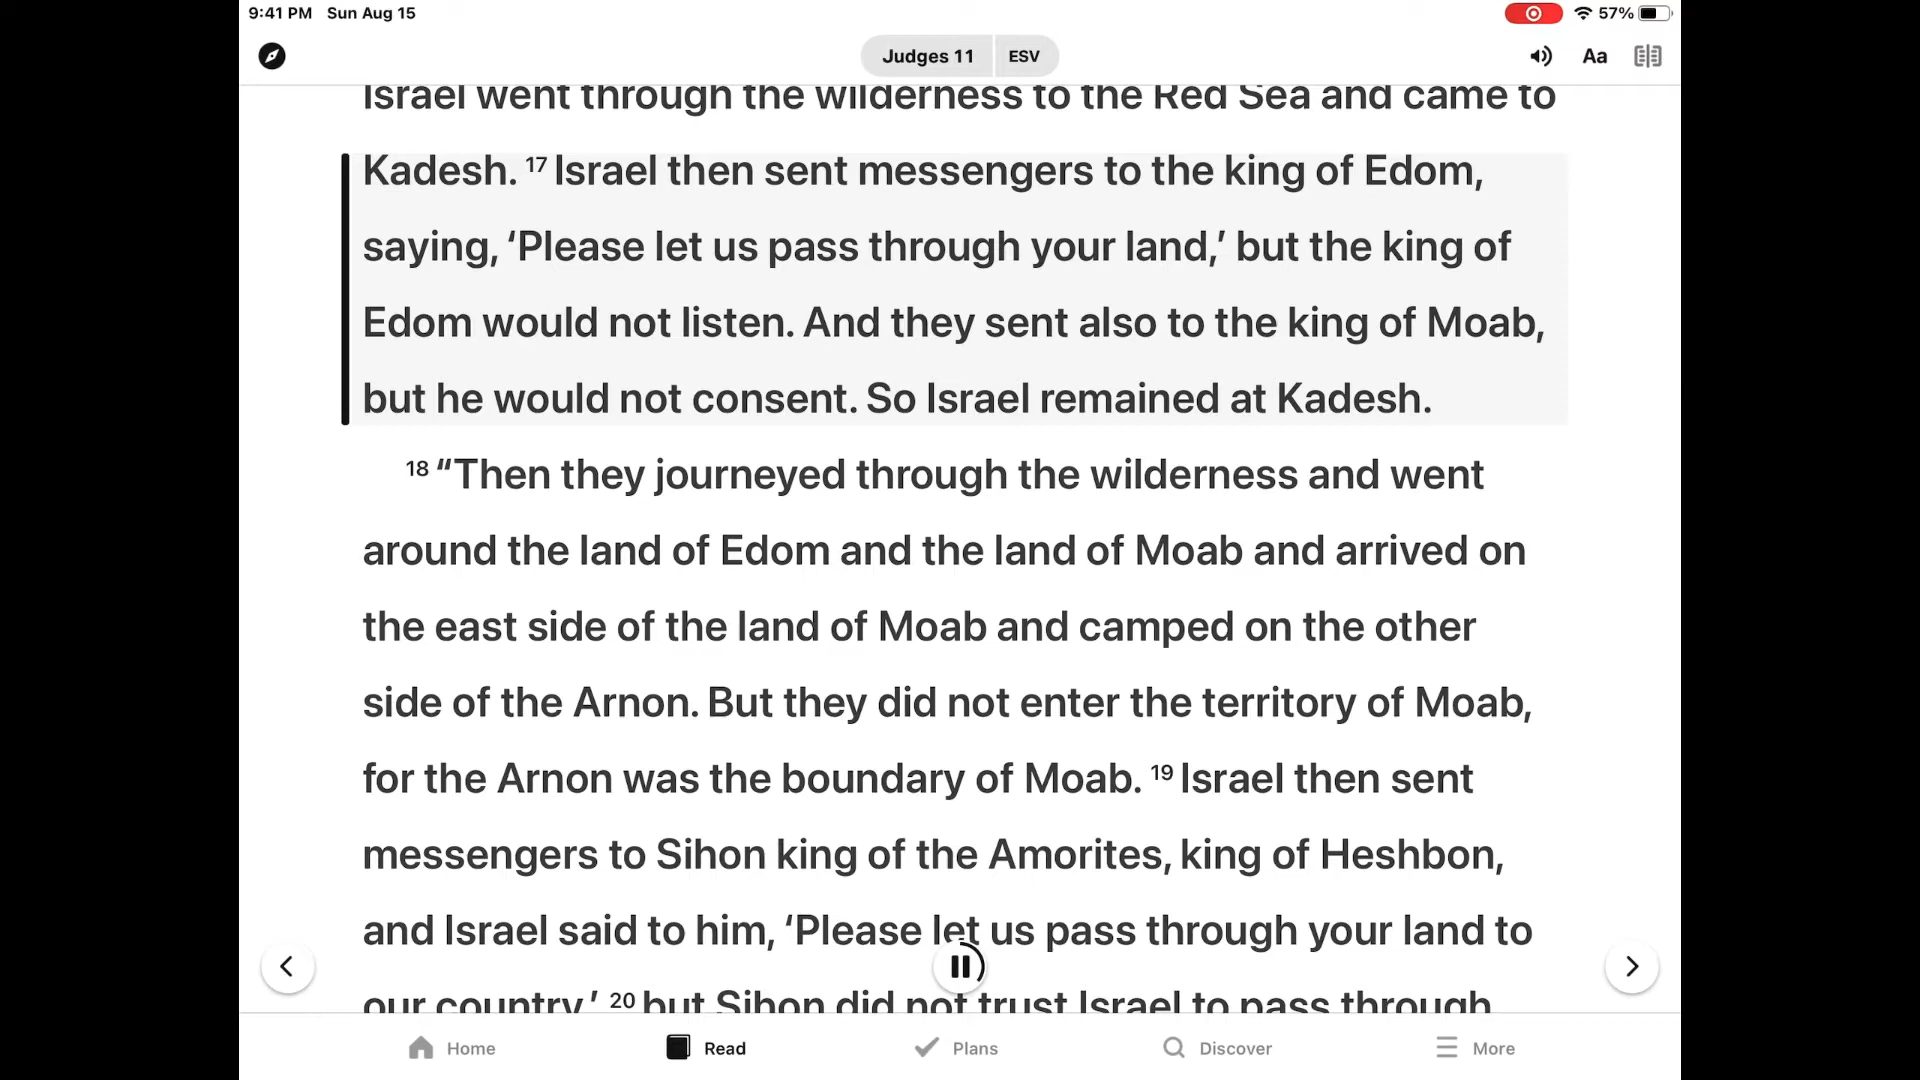 9:41 PM Sun Aug 15 57%
Judges 11 ESV Aa
Israel went through the wilderness to the Red Sea and came to
Kadesh. 17 Israel then sent messengers to the king of Edom,
saying, ‘Please let us pass through your land,’ but the king of
Edom would not listen. And they sent also to the king of Moab,
but he would not consent. So Israel remained at Kadesh.
18 “Then they journeyed through the wilderness and went
around the land of Edom and the land of Moab and arrived on
the east side of the land of Moab and camped on the other
side of the Arnon. But they did not enter the territory of Moab,
for the Arnon was the boundary of Moab. 19 Israel then sent
messengers to Sihon king of the Amorites, king of Heshbon,
and Israel said to him, ‘Please let us pass through your land to
our country.’ 20 but Sihon did not trust Israel to pass through
Home Read Plans Discover More